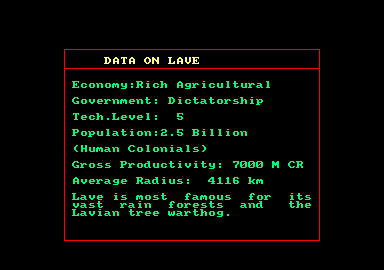 DATA ON LAVE
Economy:Rich Agricultural
Government: Dictatorship
Tech.Level:  5
Population:2.5 Billion
(Human Colonials)
Gross Productivity: 7000 M CR
Average Radius:  4116 km
Lave is most  famous  for  its
vast  rain  forests  and   the
Lavian tree warthog.